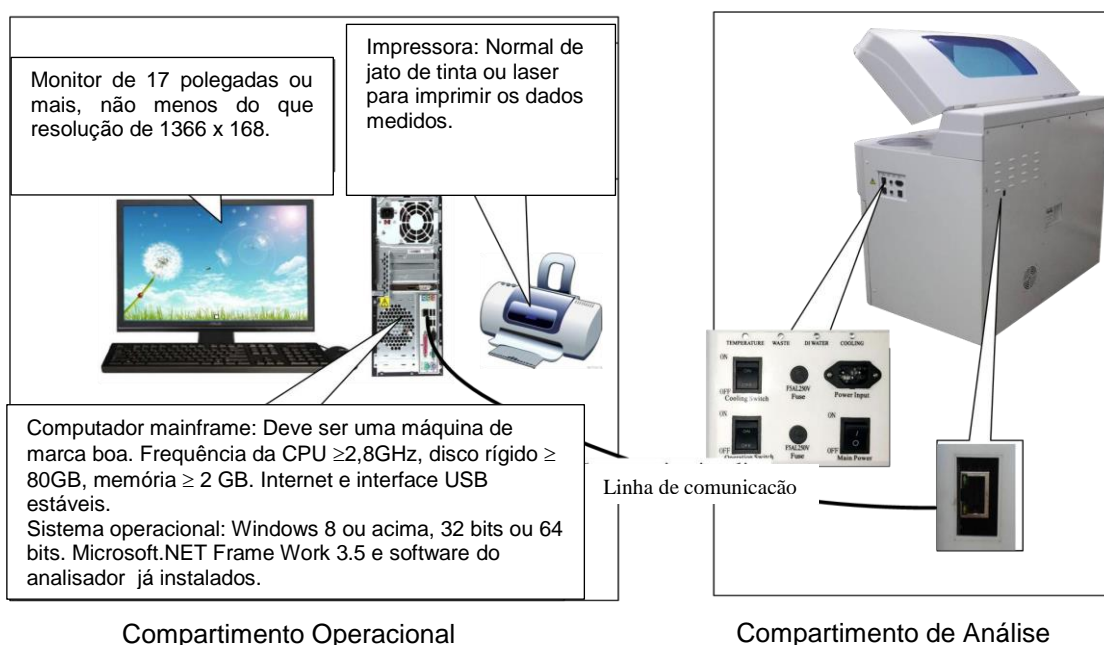 Monitor de 17 polegadas ou
mais, não menos do que
resolução de 1366 x 168.
Impressora: Normal de
jato de tinta ou laser
para imprimir os dados
medidos.
TEMPERATURE WASTE DI WATER COOLING
ON
OFF
Cooling Switch
F5AL250V
Fuse
Power Input
ON
OFF
Operation Switch
F5AL250V
Fuse
ON
OFF
Main Power
Computador mainframe: Deve ser uma máquina de
marca boa. Frequência da CPU ≥2,8GHz, disco rígido ≥
80GB, memória ≥ 2 GB. Internet e interface USB
estáveis.
Sistema operacional: Windows 8 ou acima, 32 bits ou 64
bits. Microsoft.NET Frame Work 3.5 e software do
analisador já instalados.
Linha de comunicacão
Compartimento Operacional
Compartimento de Análise